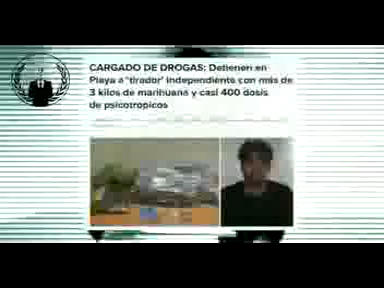 CARGADO DE DROGAS: Detienen en
Playa a 'tirador' independiente con más de
3 kilos de marihuana y casi 400 dosis
de psicotropicos